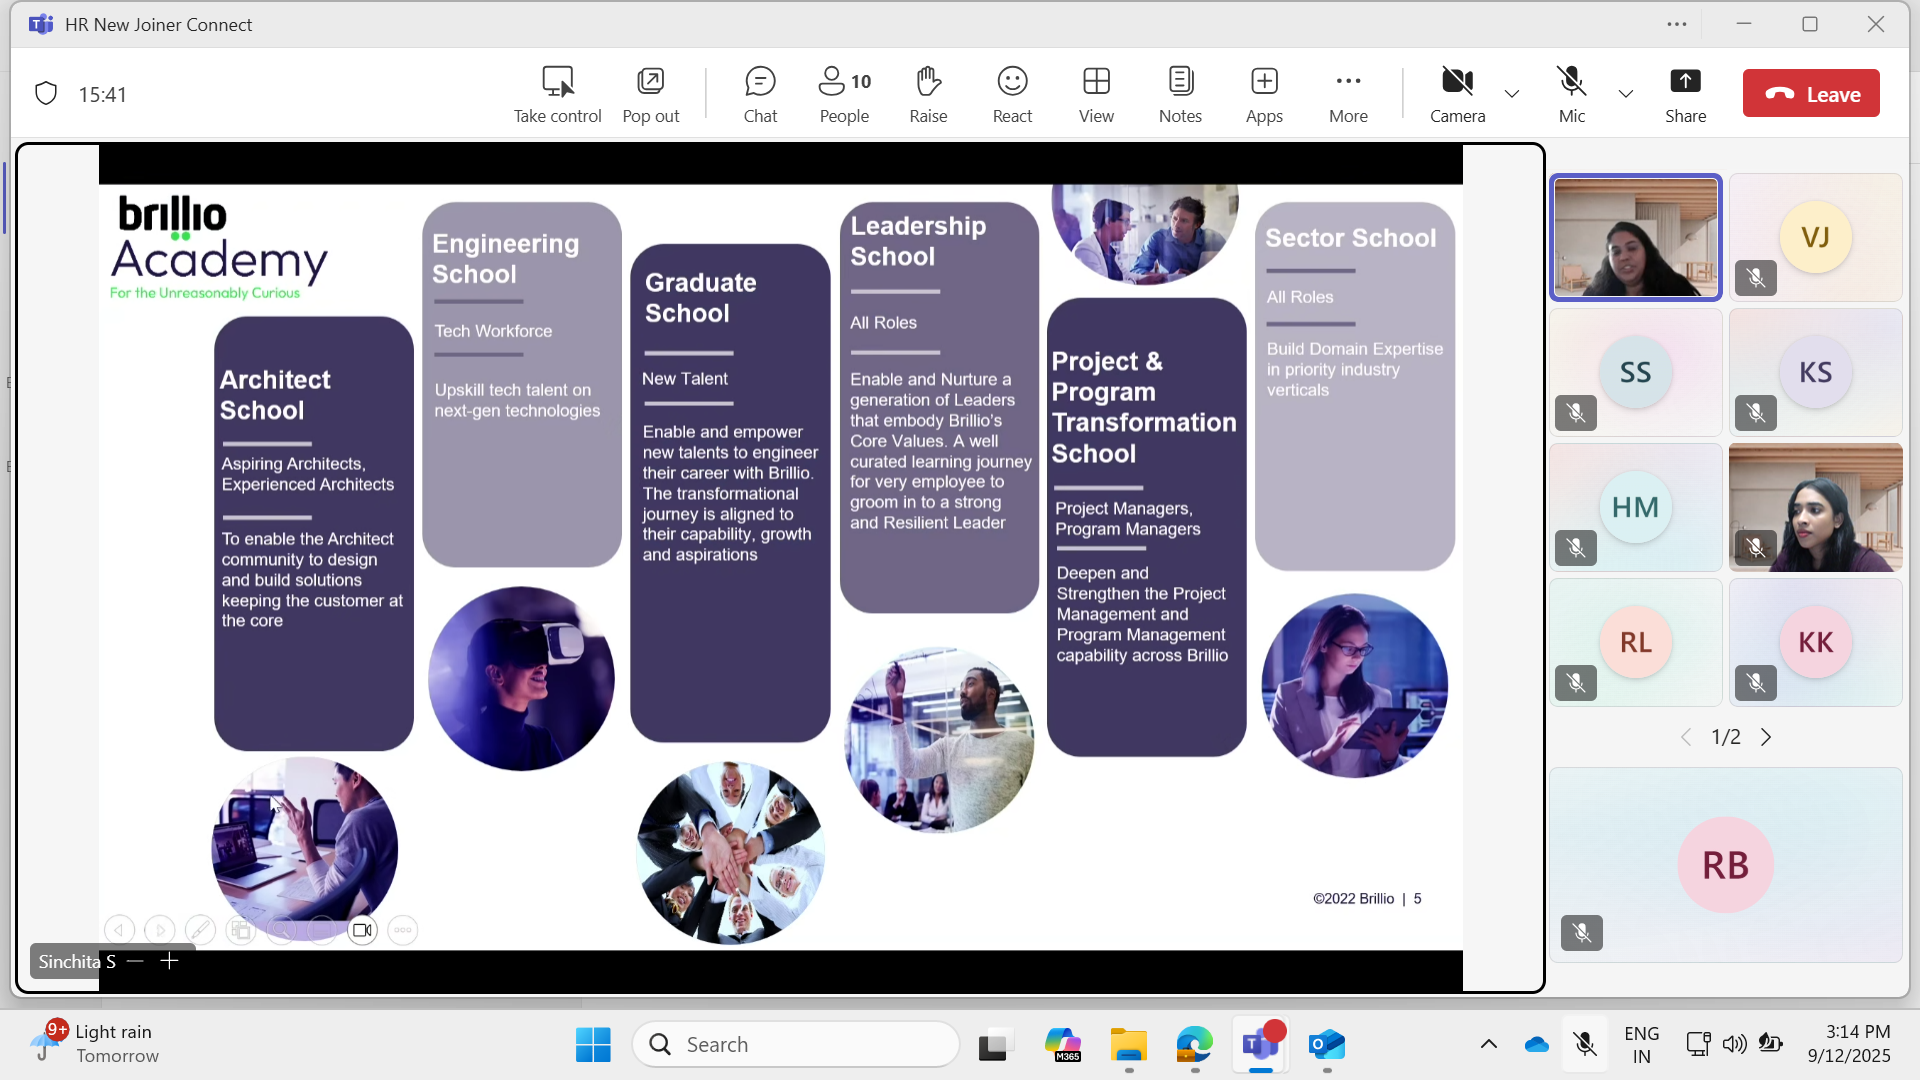 HR New Joiner Connect
15:41
Take control
Pop out
Chat
10
People
Raise
React
View
Notes
Apps
More
Camera
Mic
Share
Leave
brillio
Academy
For the Unreasonably Curious
Architect
School
Aspiring Architects,
Experienced Architects
To enable the Architect
community to design
and build solutions
keeping the customer at
the core
Engineering
School
Tech Workforce
Upskill tech talent on
next-gen technologies
Graduate
School
New Talent
Enable and empower
new talents to engineer
their career with Brillio.
The transformational
journey is aligned to
their capability, growth
and aspirations
Leadership
School
All Roles
Enable and Nurture a
generation of Leaders
that embody Brillio's
Core Values. A well
curated learning journey
for very employee to
groom in to a strong
and Resilient Leader
Project &
Program
Transformation
School
Project Managers,
Program Managers
Deepen and
Strengthen the Project
Management and
Program Management
capability across Brillio
Sector School
All Roles
Build Domain Expertise
in priority industry
verticals
©2022 Brillio | 5
Sinchita S
VJ
SS
KS
HM
RL
KK
1/2
RB
9+
Light rain
Tomorrow
Search
M365
ENG
IN
3:14 PM
9/12/2025